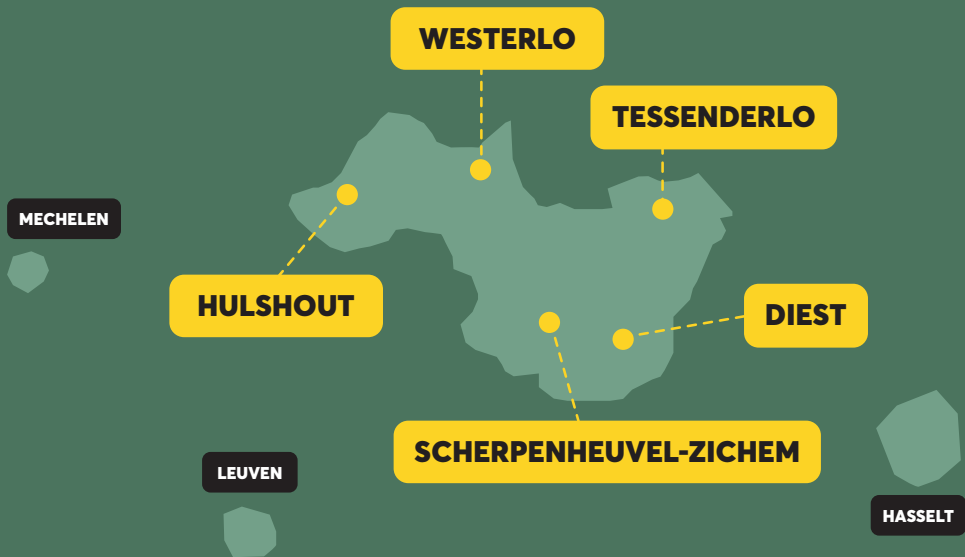 WESTERLO
TESSENDERLO
MECHELEN
HULSHOUT
DIEST
SCHERPENHEUVEL-ZICHEM
LEUVEN
HASSELT